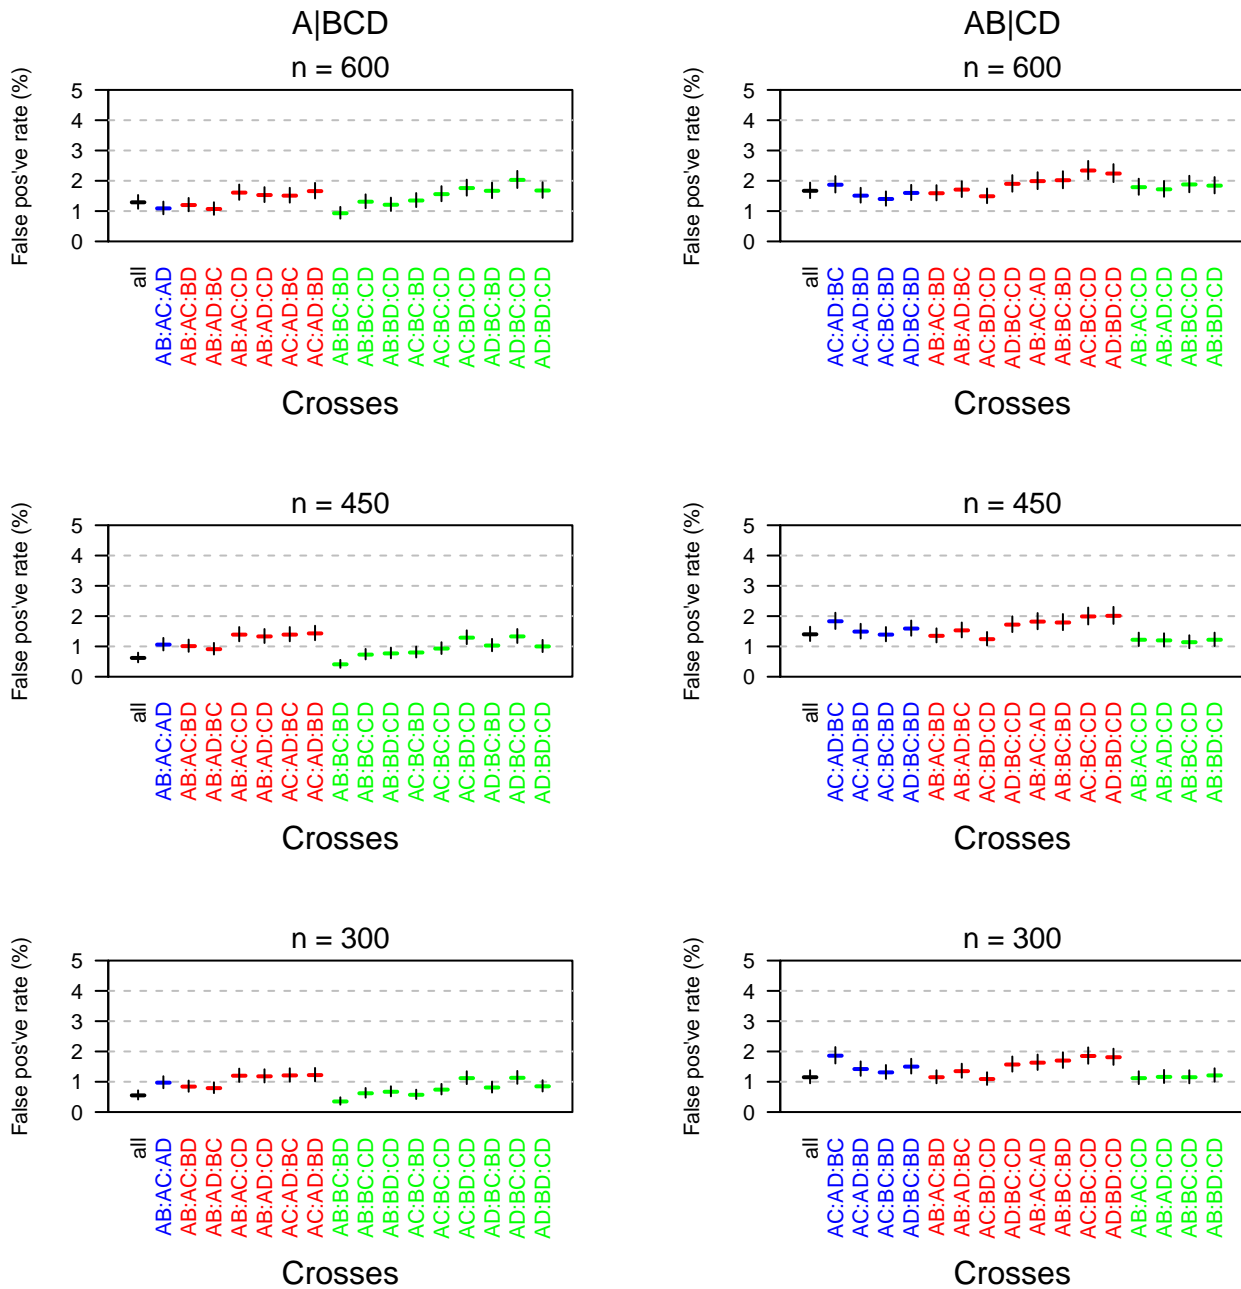 A|BCD
n = 600
False pos've rate (%)
5
4
3
2
1
0
all
AB:AC:AD
AB:AC:BD
AB:AD:BC
AB:AC:CD
AB:AD:CD
AC:AD:BC
AC:AD:BD
AB:BC:BD
AB:BC:CD
AB:BD:CD
AC:BC:BD
AC:BC:CD
AC:BD:CD
AD:BC:BD
AD:BC:CD
AD:BD:CD
Crosses
AB|CD
n = 600
False pos've rate (%)
5
4
3
2
1
0
all
AC:AD:BC
AC:AD:BD
AC:BC:BD
AD:BC:BD
AB:AC:BD
AB:AD:BC
AC:BD:CD
AD:BC:CD
AB:AC:AD
AB:BC:BD
AC:BC:CD
AD:BD:CD
AB:AC:CD
AB:AD:CD
AB:BC:CD
AB:BD:CD
Crosses
n = 450
False pos've rate (%)
5
4
3
2
1
0
all
AB:AC:AD
AB:AC:BD
AB:AD:BC
AB:AC:CD
AB:AD:CD
AC:AD:BC
AC:AD:BD
AB:BC:BD
AB:BC:CD
AB:BD:CD
AC:BC:BD
AC:BC:CD
AC:BD:CD
AD:BC:BD
AD:BC:CD
AD:BD:CD
Crosses
n = 450
False pos've rate (%)
5
4
3
2
1
0
all
AC:AD:BC
AC:AD:BD
AC:BC:BD
AD:BC:BD
AB:AC:BD
AB:AD:BC
AC:BD:CD
AD:BC:CD
AB:AC:AD
AB:BC:BD
AC:BC:CD
AD:BD:CD
AB:AC:CD
AB:AD:CD
AB:BC:CD
AB:BD:CD
Crosses
n = 300
False pos've rate (%)
5
4
3
2
1
0
all
AB:AC:AD
AB:AC:BD
AB:AD:BC
AB:AC:CD
AB:AD:CD
AC:AD:BC
AC:AD:BD
AB:BC:BD
AB:BC:CD
AB:BD:CD
AC:BC:BD
AC:BC:CD
AC:BD:CD
AD:BC:BD
AD:BC:CD
AD:BD:CD
Crosses
n = 300
False pos've rate (%)
5
4
3
2
1
0
all
AC:AD:BC
AC:AD:BD
AC:BC:BD
AD:BC:BD
AB:AC:BD
AB:AD:BC
AC:BD:CD
AD:BC:CD
AB:AC:AD
AB:BC:BD
AC:BC:CD
AD:BD:CD
AB:AC:CD
AB:AD:CD
AB:BC:CD
AB:BD:CD
Crosses